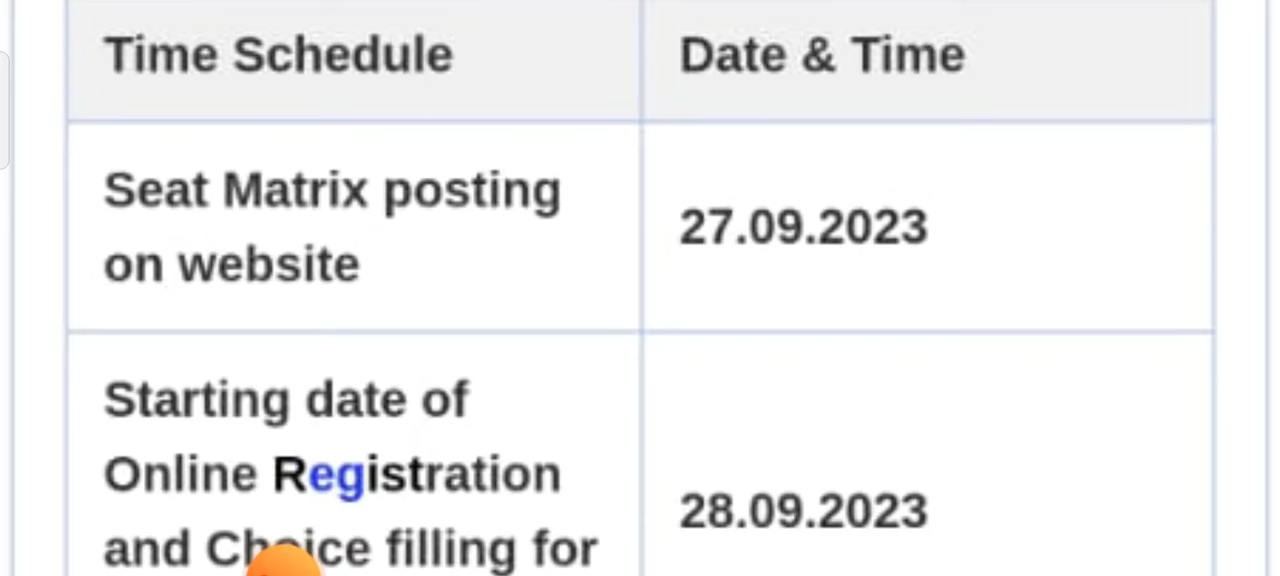 Time Schedule
Date & Time
Seat Matrix posting
on website
27.09.2023
Starting date of
Online Registration
and Choice filling for
28.09.2023